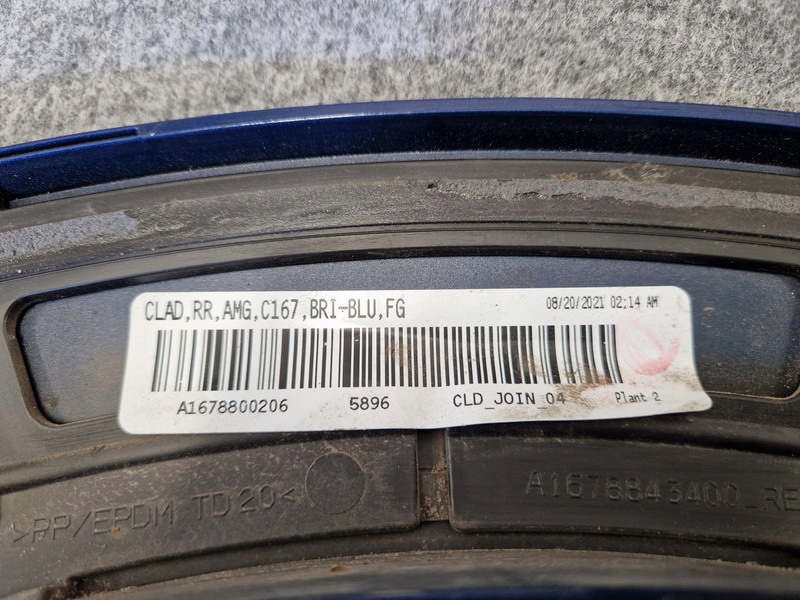 CLAD,RR,AMG,C167,BRI-BLU,FG
08/20/2021 02:14 AM
A1678800206 5896 CLD_JOIN_04 Plant 2
>PP/EPDM TD20<
A1678843400_RE